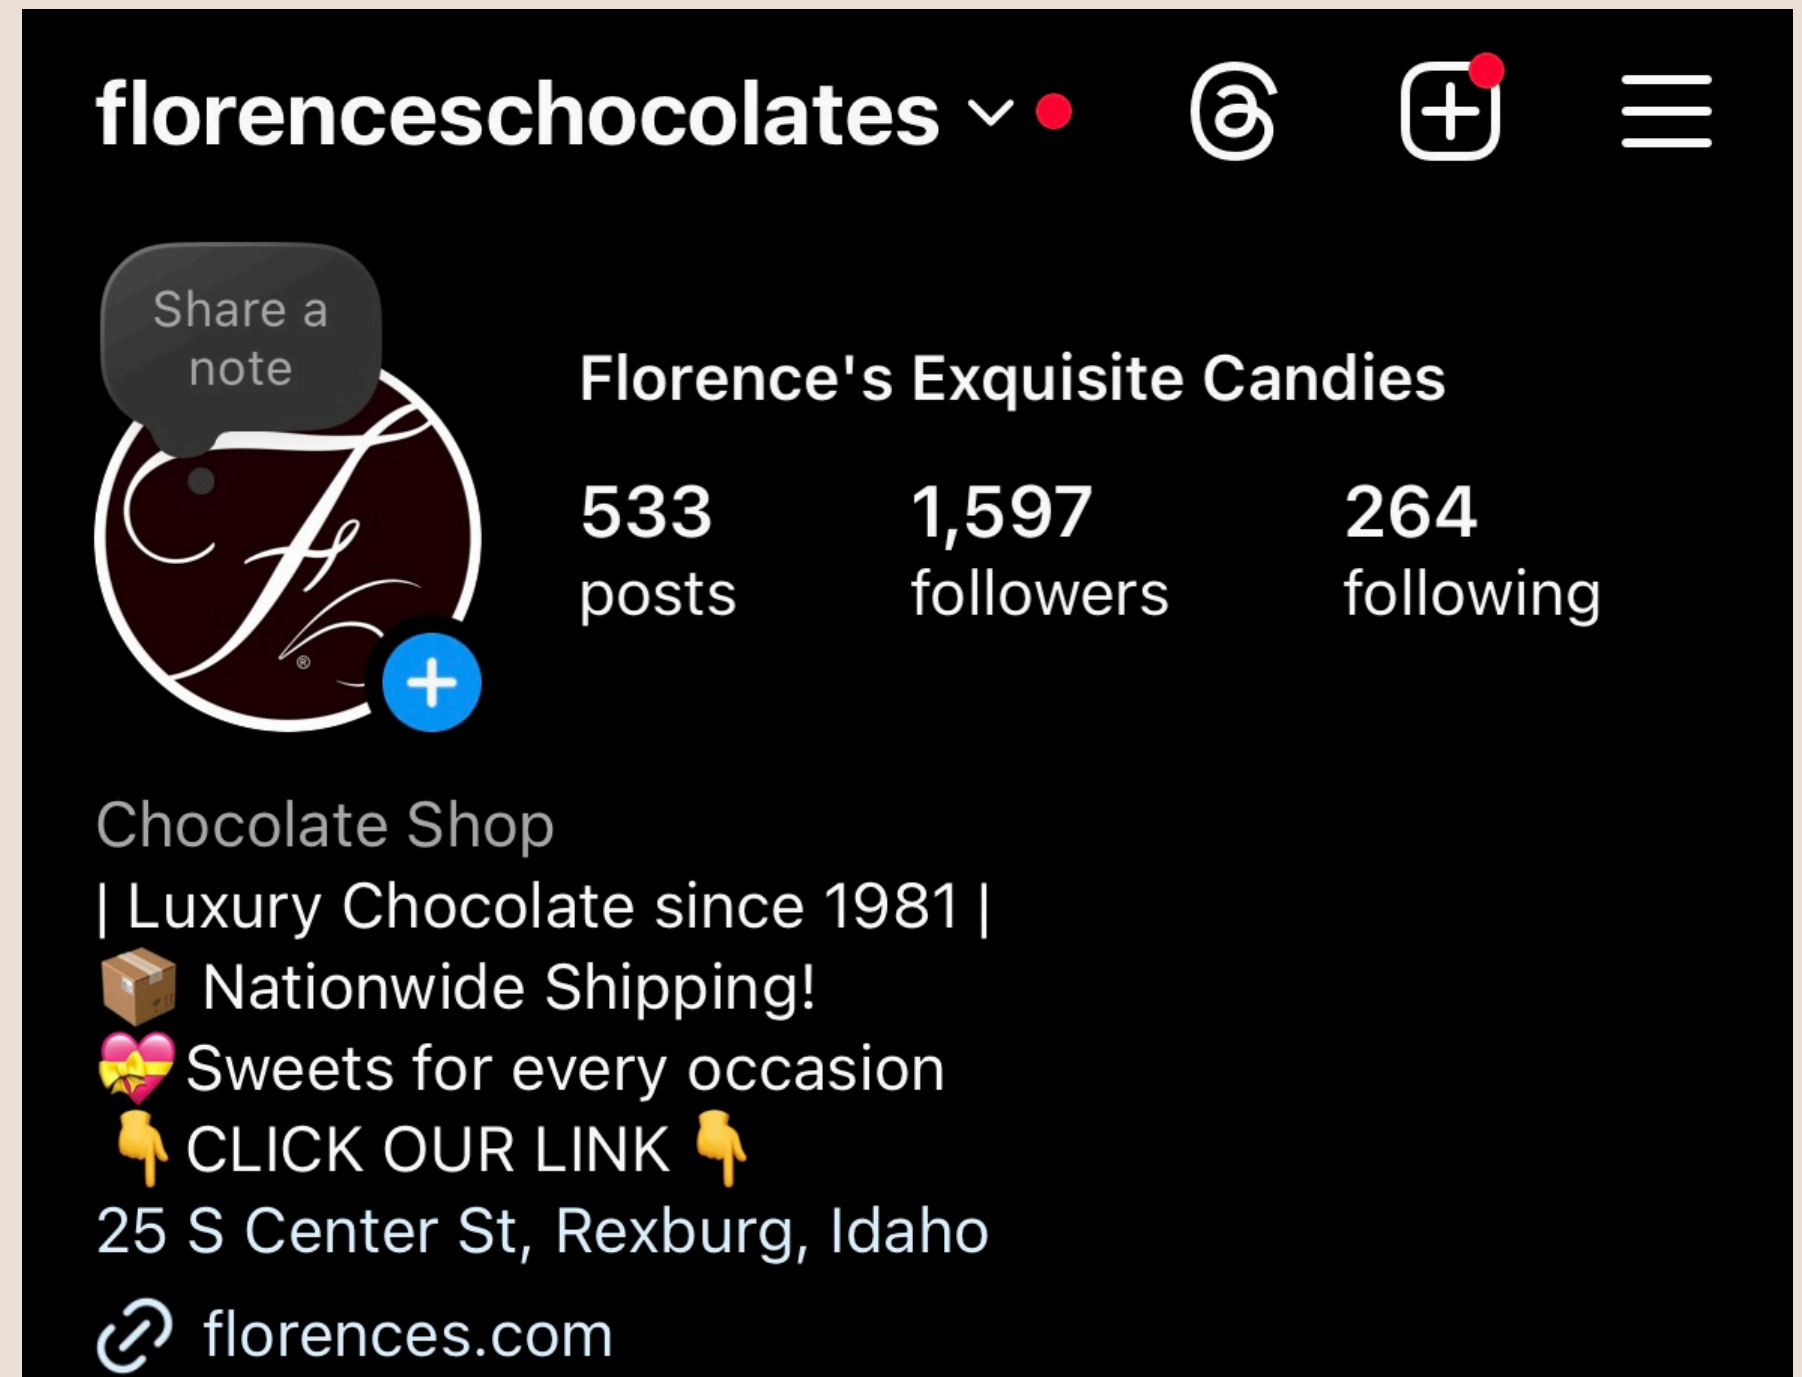 florenceschocolates
Share a
note
Florence's Exquisite Candies
533 1,597 264
posts followers following
®
Chocolate Shop
| Luxury Chocolate since 1981 |
📦 Nationwide Shipping!
💝Sweets for every occasion
👇CLICK OUR LINK👇
25 S Center St, Rexburg, Idaho
florences.com